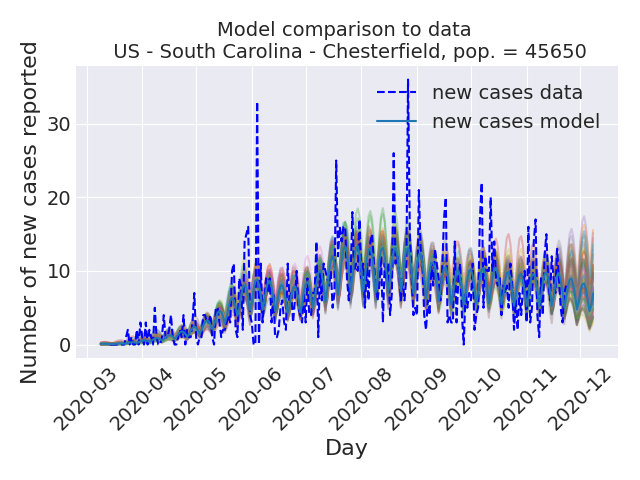 Model comparison to data
US - South Carolina - Chesterfield, pop. = 45650
Number of new cases reported
30
20
10
0
new cases data
new cases model
2020-03
2020-04
2020-05
2020-06
2020-07
2020-08
2020-09
2020-10
2020-11
2020-12
Day